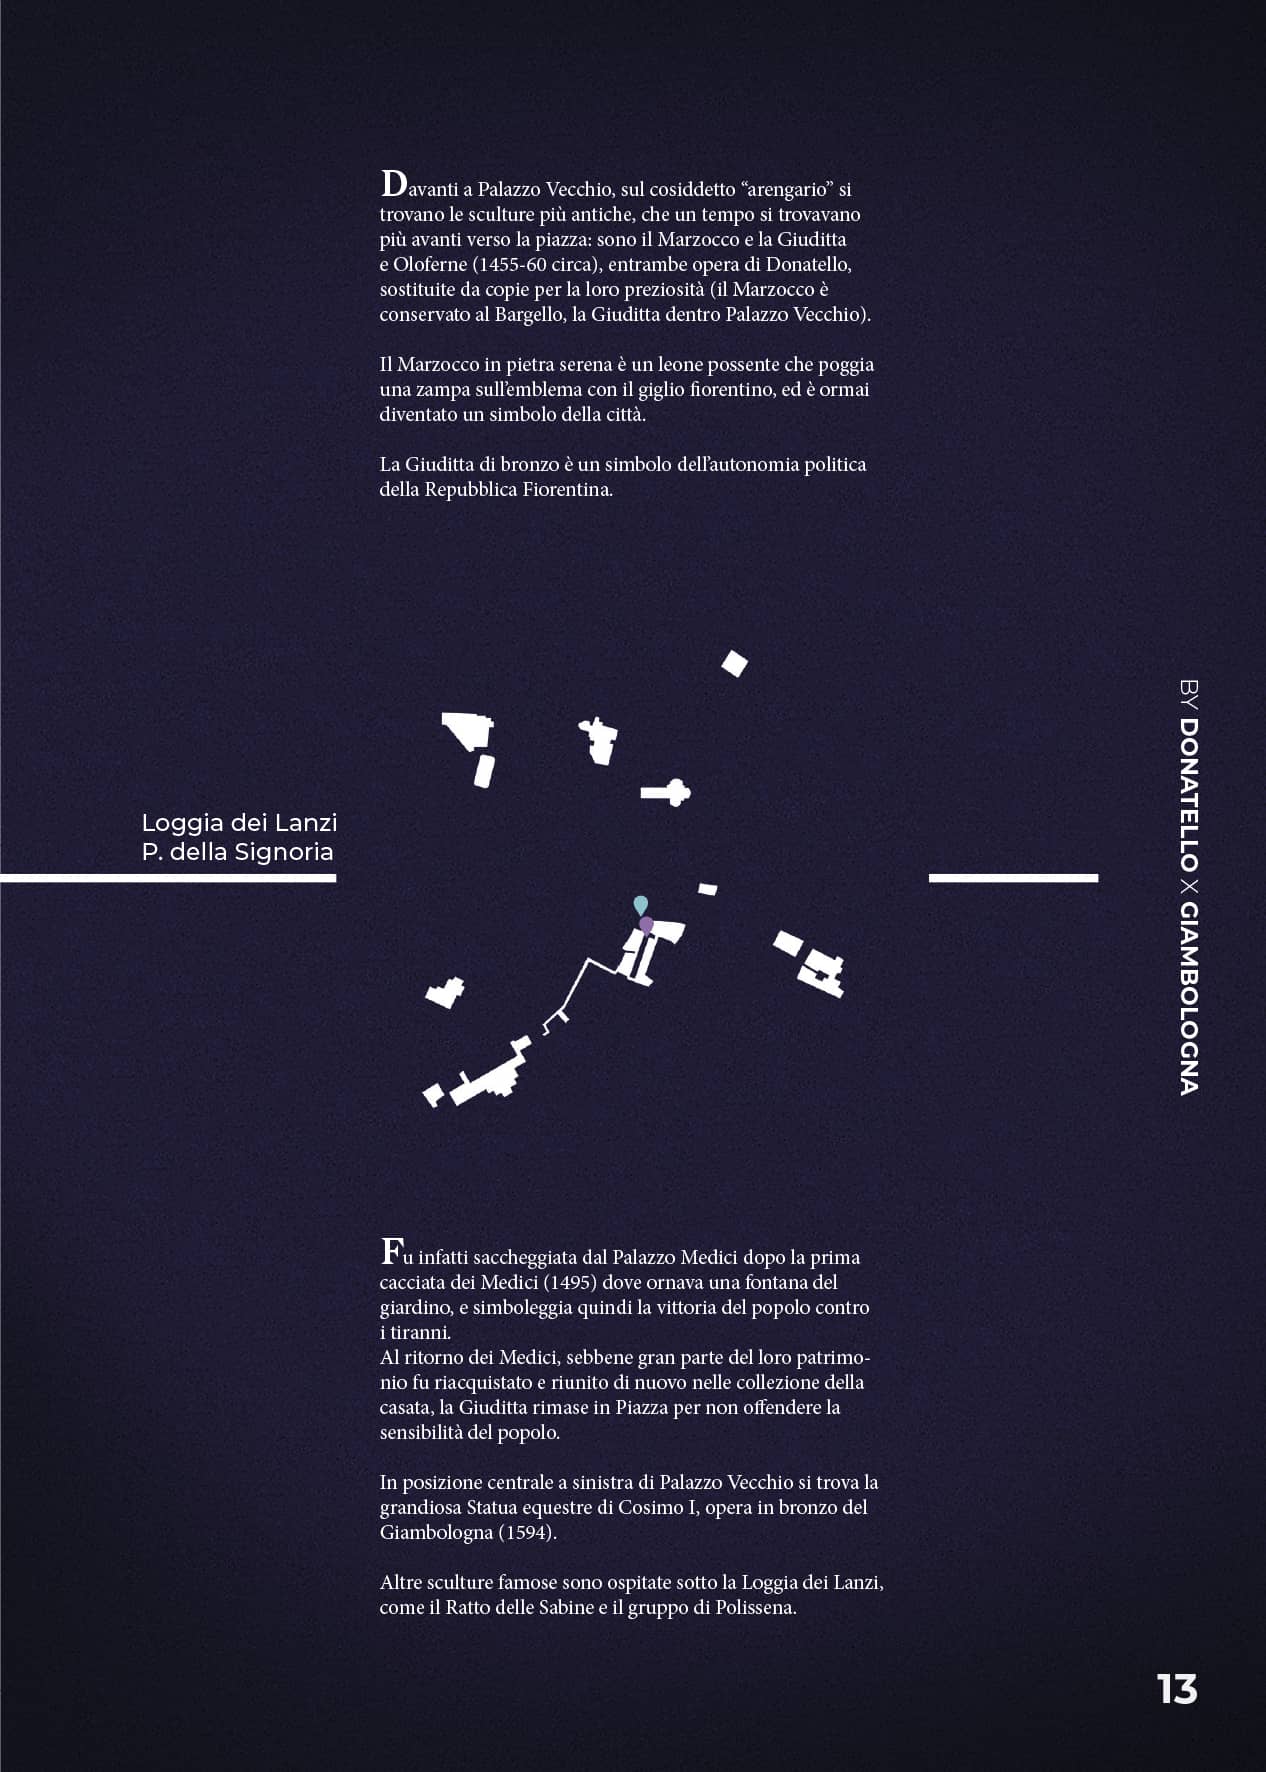 Davanti a Palazzo Vecchio, sul cosiddetto “arengario” si
trovano le sculture più antiche, che un tempo si trovavano
più avanti verso la piazza: sono il Marzocco e la Giuditta
e Oloferne (1455-60 circa), entrambe opera di Donatello,
sostituite da copie per la loro preziosità (il Marzocco è
conservato al Bargello, la Giuditta dentro Palazzo Vecchio).
Il Marzocco in pietra serena è un leone possente che poggia
una zampa sull’emblema con il giglio fiorentino, ed è ormai
diventato un simbolo della città.
La Giuditta di bronzo è un simbolo dell’autonomia politica
della Repubblica Fiorentina.
Loggia dei Lanzi
P. della Signoria
BY DONATELLO X GIAMBOLOGNA
Fu infatti saccheggiata dal Palazzo Medici dopo la prima
cacciata dei Medici (1495) dove ornava una fontana del
giardino, e simboleggia quindi la vittoria del popolo contro
i tiranni.
Al ritorno dei Medici, sebbene gran parte del loro patrimo-
nio fu riacquistato e riunito di nuovo nelle collezione della
casata, la Giuditta rimase in Piazza per non offendere la
sensibilità del popolo.
In posizione centrale a sinistra di Palazzo Vecchio si trova la
grandiosa Statua equestre di Cosimo I, opera in bronzo del
Giambologna (1594).
Altre sculture famose sono ospitate sotto la Loggia dei Lanzi,
come il Ratto delle Sabine e il gruppo di Polissena.
13